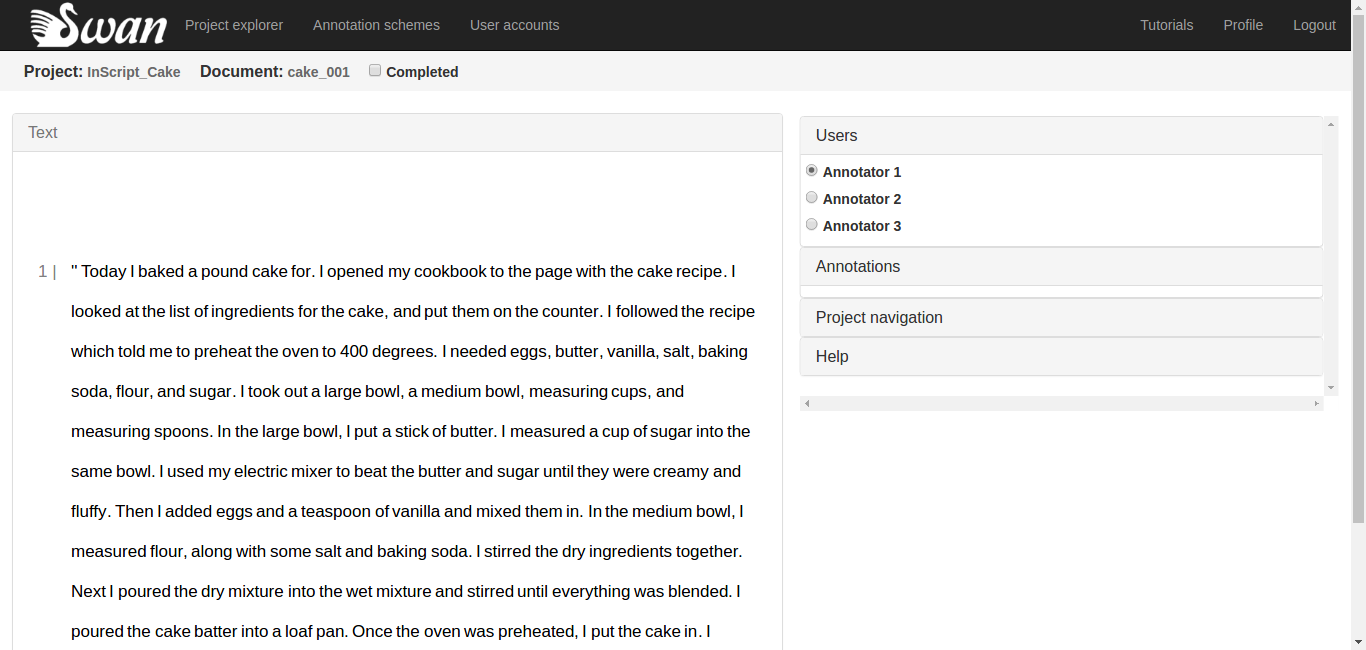 Swan Project explorer Annotation schemes User accounts Tutorials Profile Logout
Project: InScript_Cake Document: cake_001 Completed
Text
1 | " Today I baked a pound cake for. I opened my cookbook to the page with the cake recipe. I
looked at the list of ingredients for the cake, and put them on the counter. I followed the recipe
which told me to preheat the oven to 400 degrees. I needed eggs, butter, vanilla, salt, baking
soda, flour, and sugar. I took out a large bowl, a medium bowl, measuring cups, and
measuring spoons. In the large bowl, I put a stick of butter. I measured a cup of sugar into the
same bowl. I used my electric mixer to beat the butter and sugar until they were creamy and
fluffy. Then I added eggs and a teaspoon of vanilla and mixed them in. In the medium bowl, I
measured flour, along with some salt and baking soda. I stirred the dry ingredients together.
Next I poured the dry mixture into the wet mixture and stirred until everything was blended. I
poured the cake batter into a loaf pan. Once the oven was preheated, I put the cake in. I
Users
Annotator 1
Annotator 2
Annotator 3
Annotations
Project navigation
Help